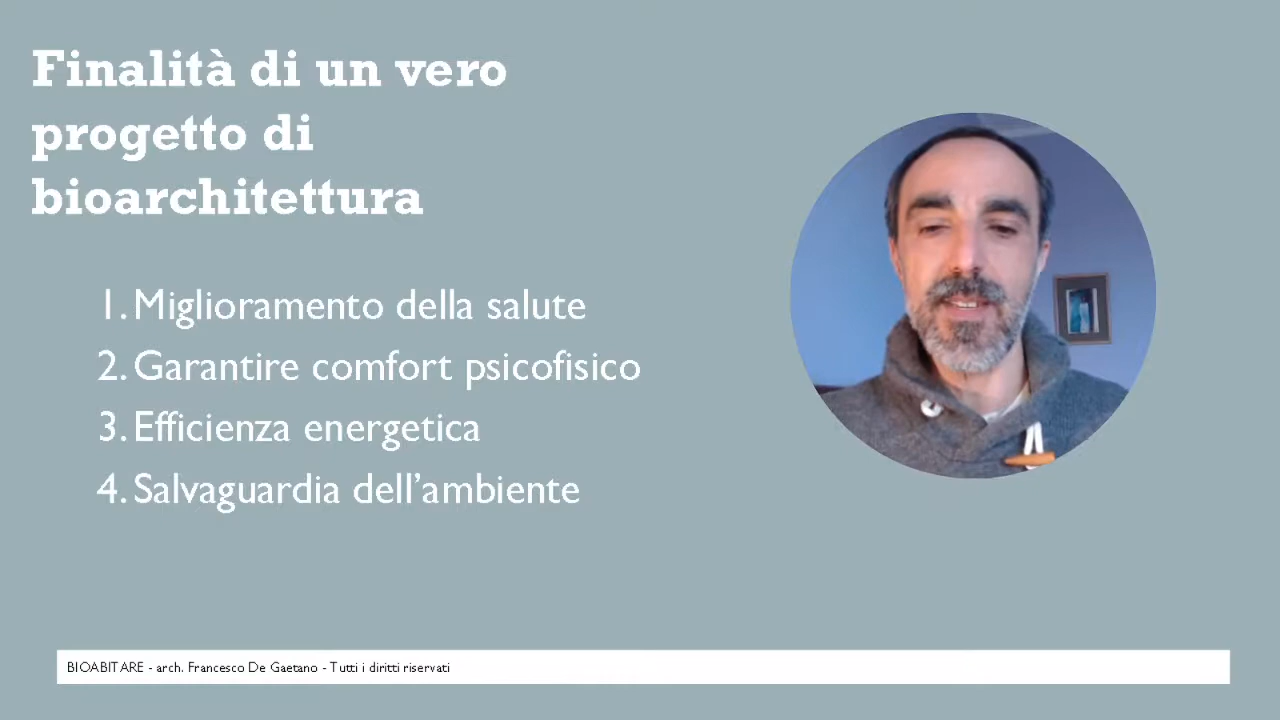 Finalità di un vero
progetto di
bioarchitettura
1. Miglioramento della salute
2. Garantire comfort psicofisico
3. Efficienza energetica
4. Salvaguardia dell’ambiente
BIOABITARE - arch. Francesco De Gaetano - Tutti i diritti riservati